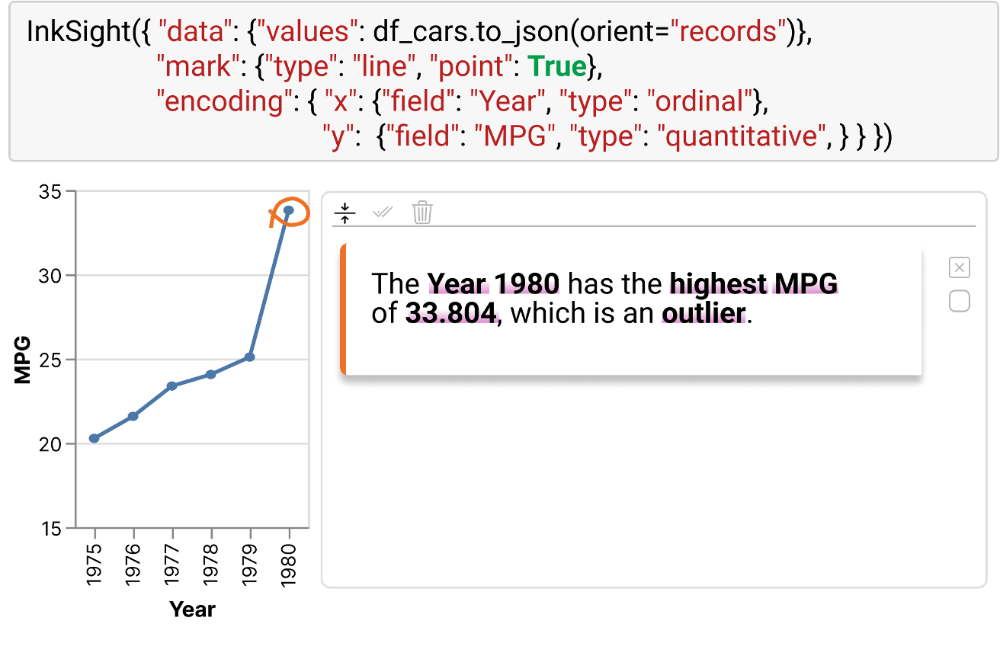 InkSight({ "data": {"values": df_cars.to_json(orient="records")},
"mark": {"type": "line", "point": True},
"encoding": { "x": {"field": "Year", "type": "ordinal"},
"y": {"field": "MPG", "type": "quantitative", } } })
35
30
25
20
15
MPG
1975
1976
1977
1978
1979
1980
Year
The Year 1980 has the highest MPG
of 33.804, which is an outlier.